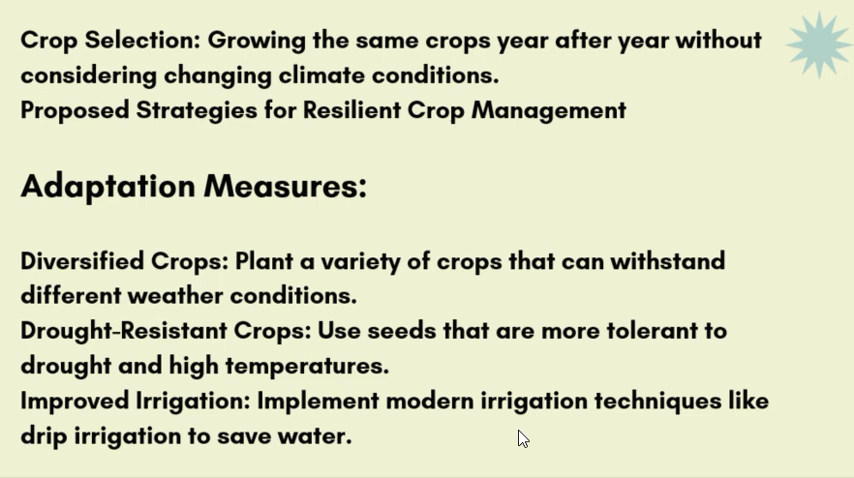 Crop Selection: Growing the same crops year after year without
considering changing climate conditions.
Proposed Strategies for Resilient Crop Management
Adaptation Measures:
Diversified Crops: Plant a variety of crops that can withstand
different weather conditions.
Drought-Resistant Crops: Use seeds that are more tolerant to
drought and high temperatures.
Improved Irrigation: Implement modern irrigation techniques like
drip irrigation to save water.